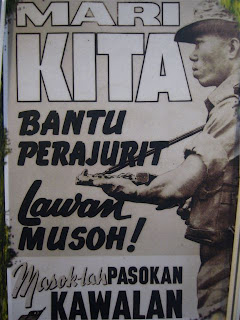 MARI
KITA
BANTU
PERAJURIT
Lawan
MUSOH!
Masok-lah PASOKAN
KAWALAN